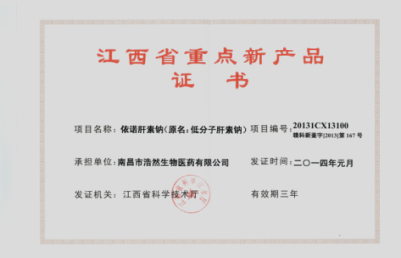 江西省重点新产品
证书
项目名称：依诺肝素钠（原名：低分子肝素钠） 项目编号：20131CX13100
赣科新鉴字[2013]第 167 号
承担单位：南昌市浩然生物医药有限公司 发证时间：二〇一四年元月
发证机关： 江西省科学技术厅 有效期三年